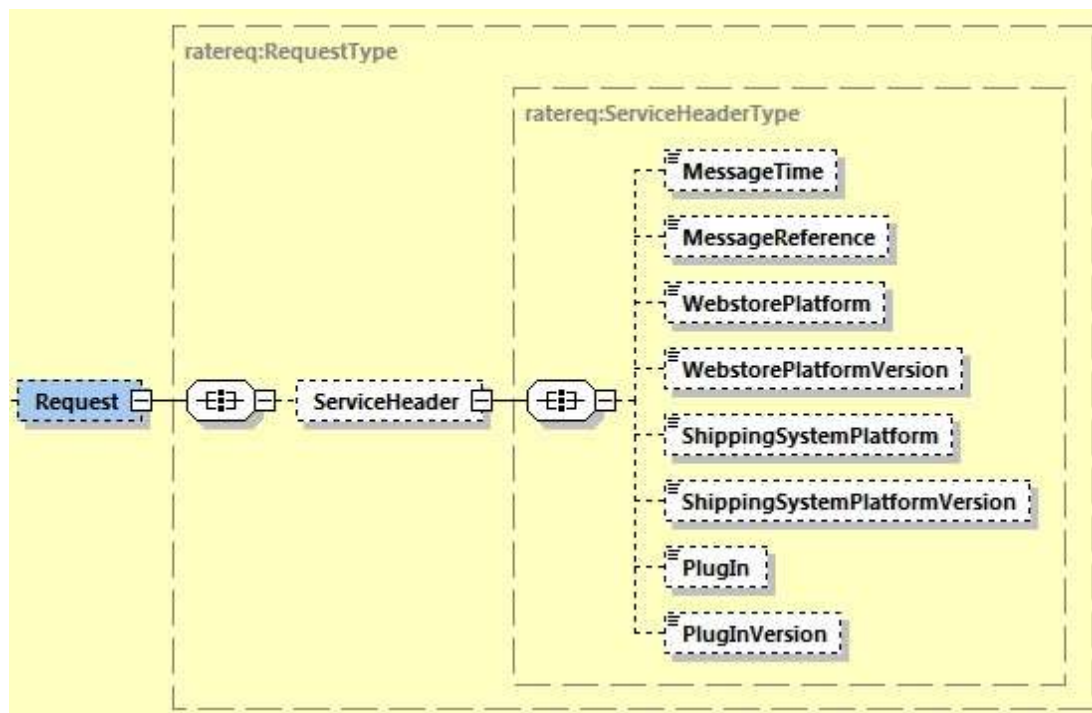 ratereq:RequestType
ratereq:ServiceHeaderType
MessageTime
MessageReference
WebstorePlatform
WebstorePlatformVersion
Request
ServiceHeader
ShippingSystemPlatform
ShippingSystemPlatformVersion
PlugIn
PlugInVersion